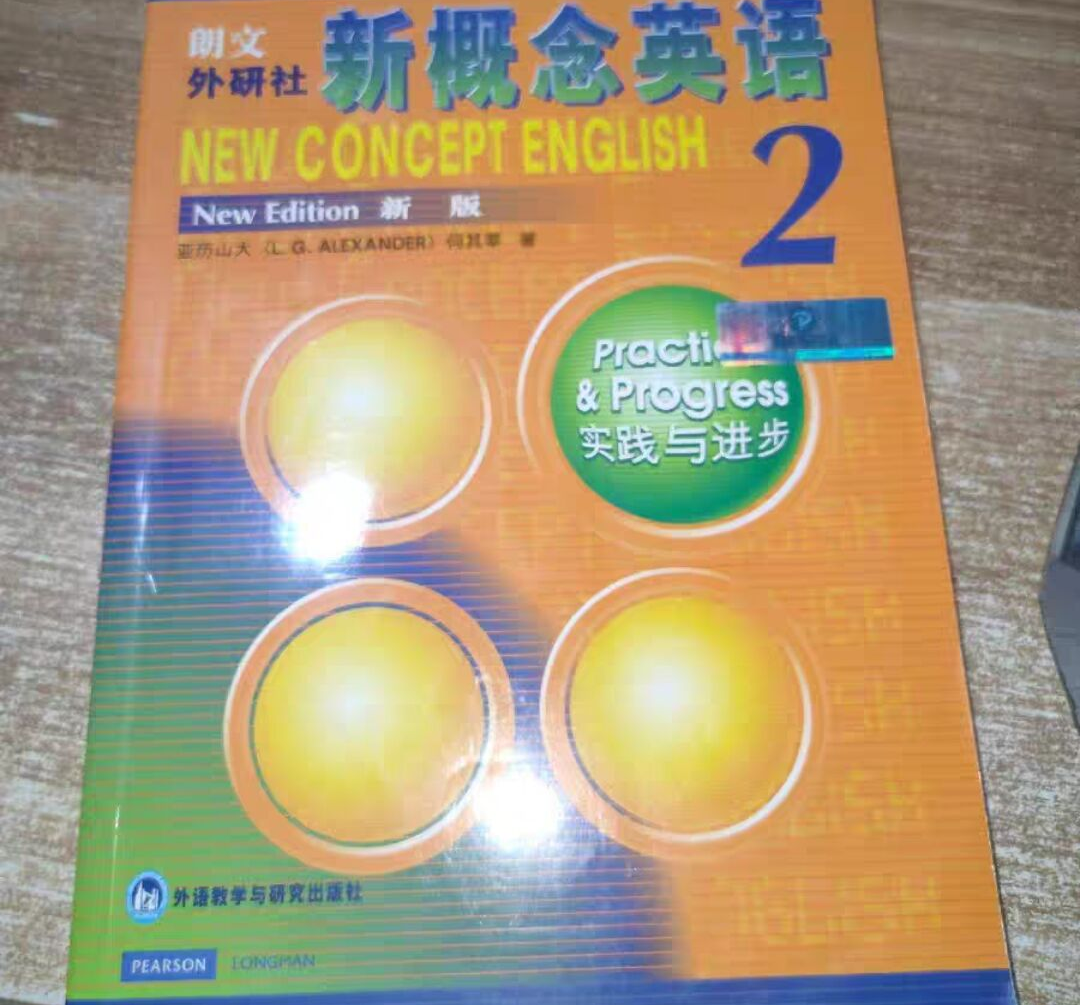 朗文
外研社
新概念英语
NEW CONCEPT ENGLISH
2
New Edition 新 版
亚历山大（L. G. ALEXANDER）何其莘 著
Practi
& Progress
实践与进步
外语教学与研究出版社
PEARSON LONGMAN